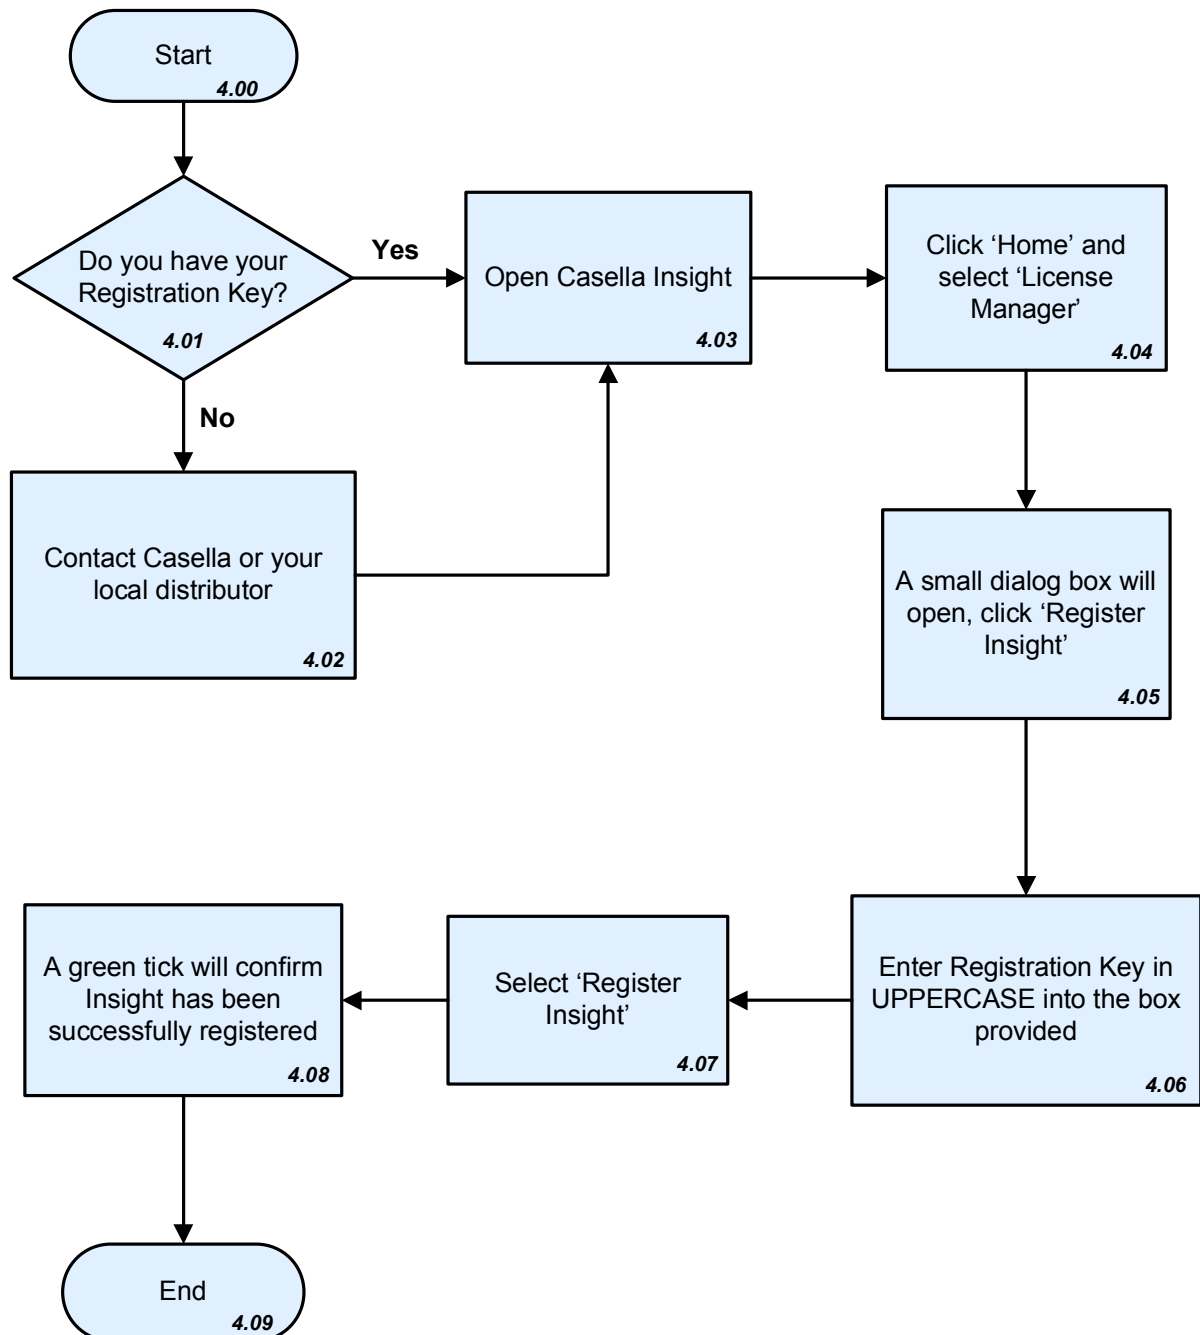 Start
4.00
Do you have your
Registration Key?
4.01
Yes
No
Contact Casella or your
local distributor
4.02
Open Casella Insight
4.03
Click ‘Home’ and
select ‘License
Manager’
4.04
A small dialog box will
open, click ‘Register
Insight’
4.05
Enter Registration Key in
UPPERCASE into the box
provided
4.06
Select ‘Register
Insight’
4.07
A green tick will confirm
Insight has been
successfully registered
4.08
End
4.09